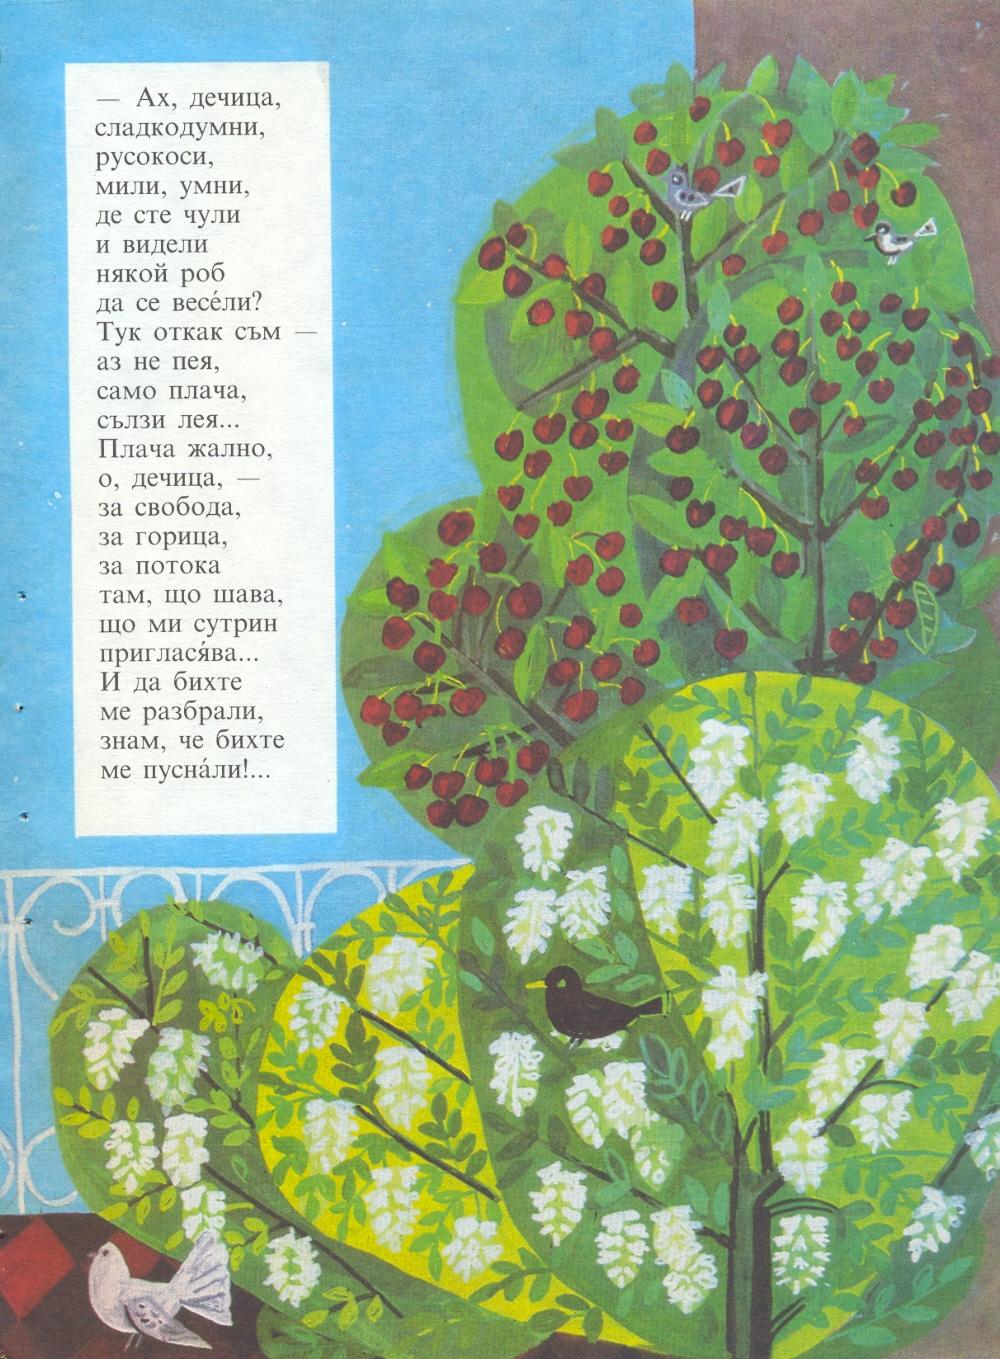 — Ах, дечица,
сладкодумни,
русокоси,
мили, умни,
де сте чули
и видели
някой роб
да се весе́ли?
Тук откак съм —
аз не пея,
само плача,
сълзи лея...
Плача жално,
о, дечица, —
за свобода,
за горица,
за потока
там, що шава,
що ми сутрин
приглася́ва...
И да бихте
ме разбрали,
знам, че бихте
ме пусна́ли!...